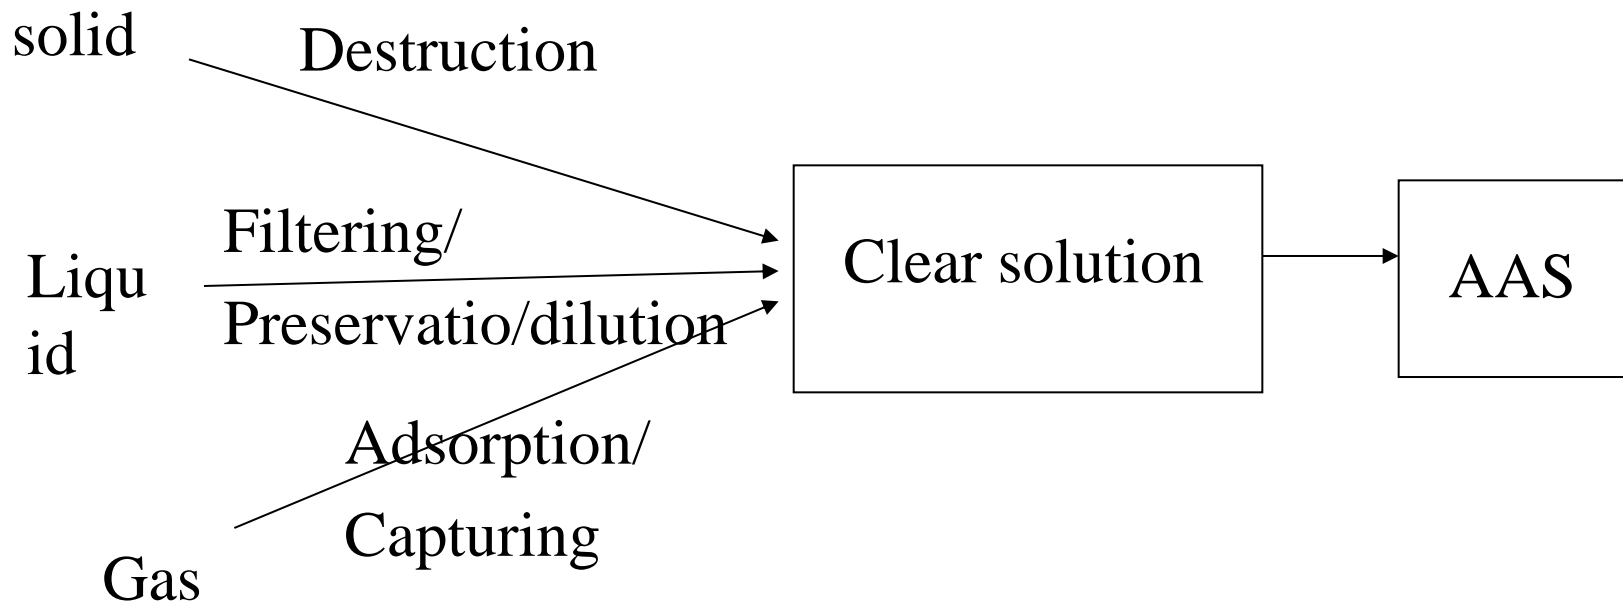 solid
Destruction
Filtering/
Liqu
id
Preservatio/dilution
Clear solution
AAS
Adsorption/
Capturing
Gas